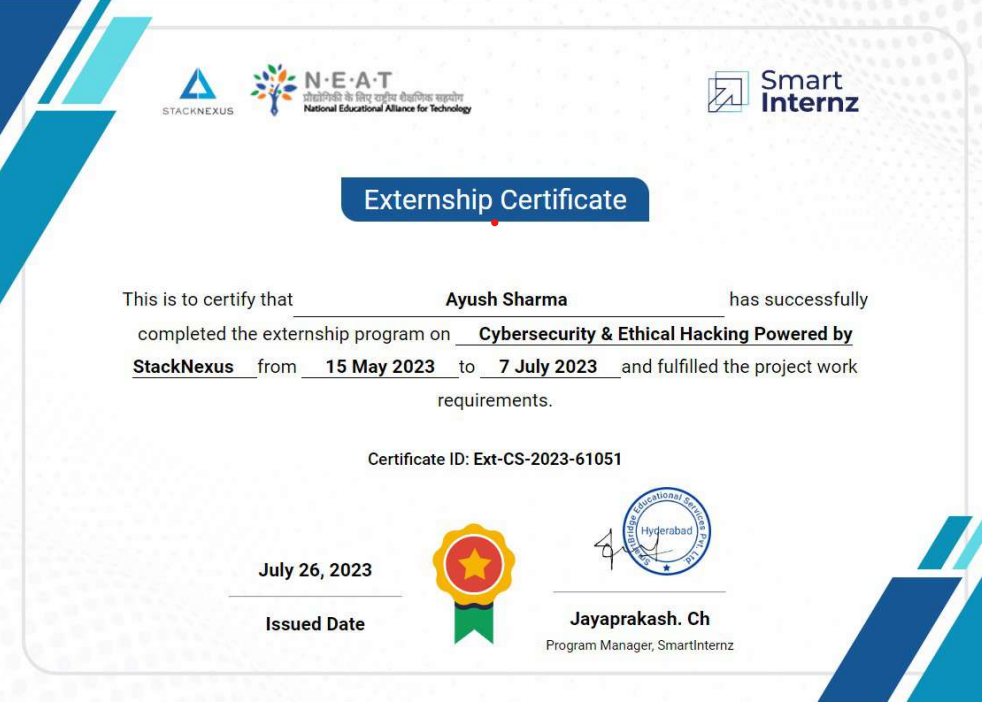 STACKNEXUS
N·E·A·T
प्रौद्योगिकी के लिए राष्ट्रीय शैक्षणिक सहयोग
National Educational Alliance for Technology
Smart
Internz
Externship Certificate
This is to certify that Ayush Sharma has successfully
completed the externship program on Cybersecurity & Ethical Hacking Powered by
StackNexus from 15 May 2023 to 7 July 2023 and fulfilled the project work
requirements.
Certificate ID: Ext-CS-2023-61051
SmartBridge Educational Services Pvt. Ltd.
Hyderabad
July 26, 2023
Issued Date
Jayaprakash. Ch
Program Manager, SmartInternz